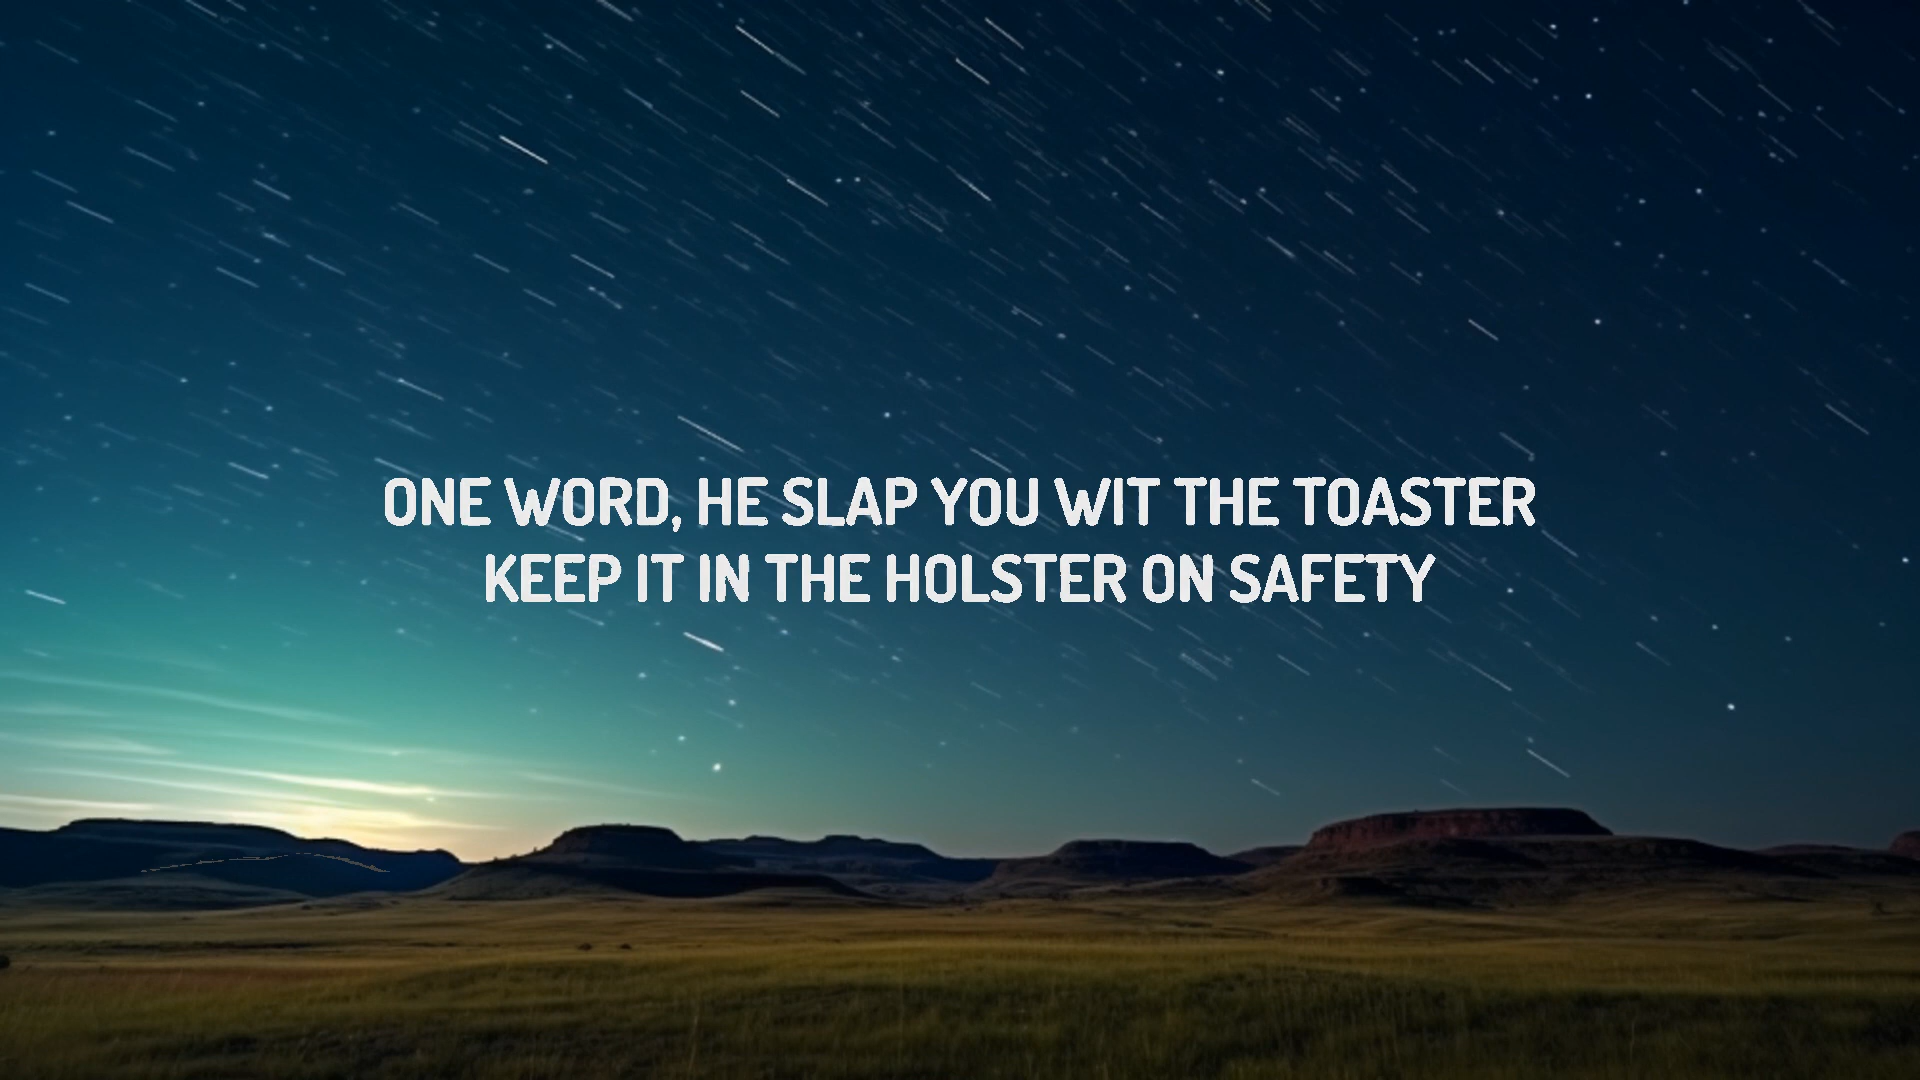 ONE WORD, HE SLAP YOU WIT THE TOASTER
KEEP IT IN THE HOLSTER ON SAFETY